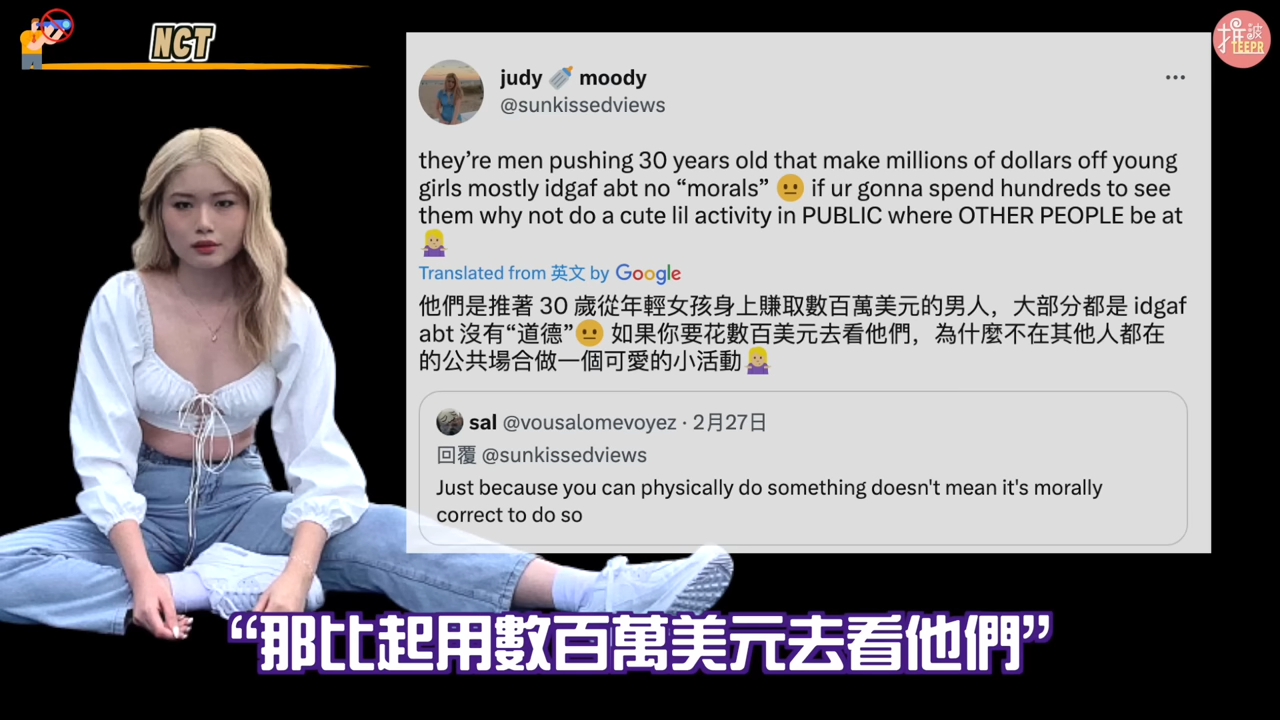 NCT
推波
TEEPR
judy 🍼 moody
@sunkissedviews
they’re men pushing 30 years old that make millions of dollars off young
girls mostly idgaf abt no “morals” 😐 if ur gonna spend hundreds to see
them why not do a cute lil activity in PUBLIC where OTHER PEOPLE be at
🤷🏼‍♀️
Translated from 英文 by Google
他們是推著 30 歲從年輕女孩身上賺取數百萬美元的男人，大部分都是 idgaf
abt 沒有“道德”😐 如果你要花數百美元去看他們，為什麼不在其他人都在
的公共場合做一個可愛的小活動🤷🏼‍♀️
sal @vousalomevoyez · 2月27日
回覆 @sunkissedviews
Just because you can physically do something doesn't mean it's morally
correct to do so
“那比起用數百萬美元去看他們”